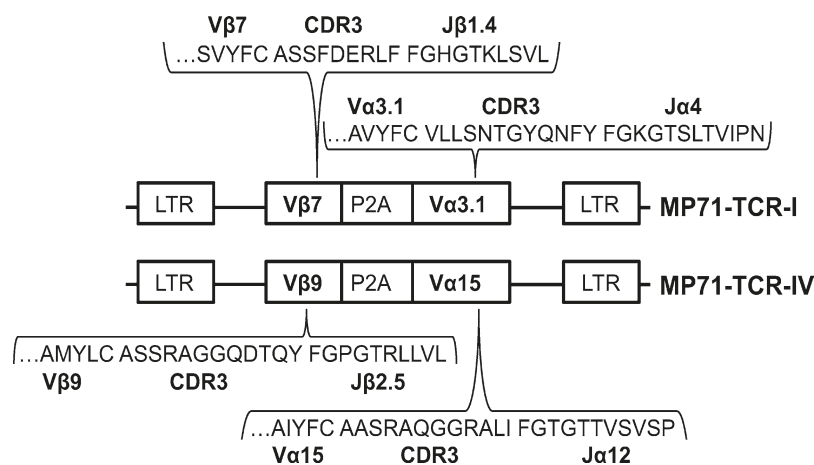 Vβ7 CDR3 Jβ1.4
...SVYFC ASSFDERLFF GHGTKLSVL
Vα3.1 CDR3 Jα4
...AVYFC VLLSNTGYQNFY FGKGTSLTVIPN
LTR Vβ7 P2A Vα3.1 LTR MP71-TCR-I
LTR Vβ9 P2A Vα15 LTR MP71-TCR-IV
...AMYLC ASSRAGGQDTQY FGPGTRLLVL
Vβ9 CDR3 Jβ2.5
...AIYFC AASRAQGGRALI FGTGTTVSVSP
Vα15 CDR3 Jα12